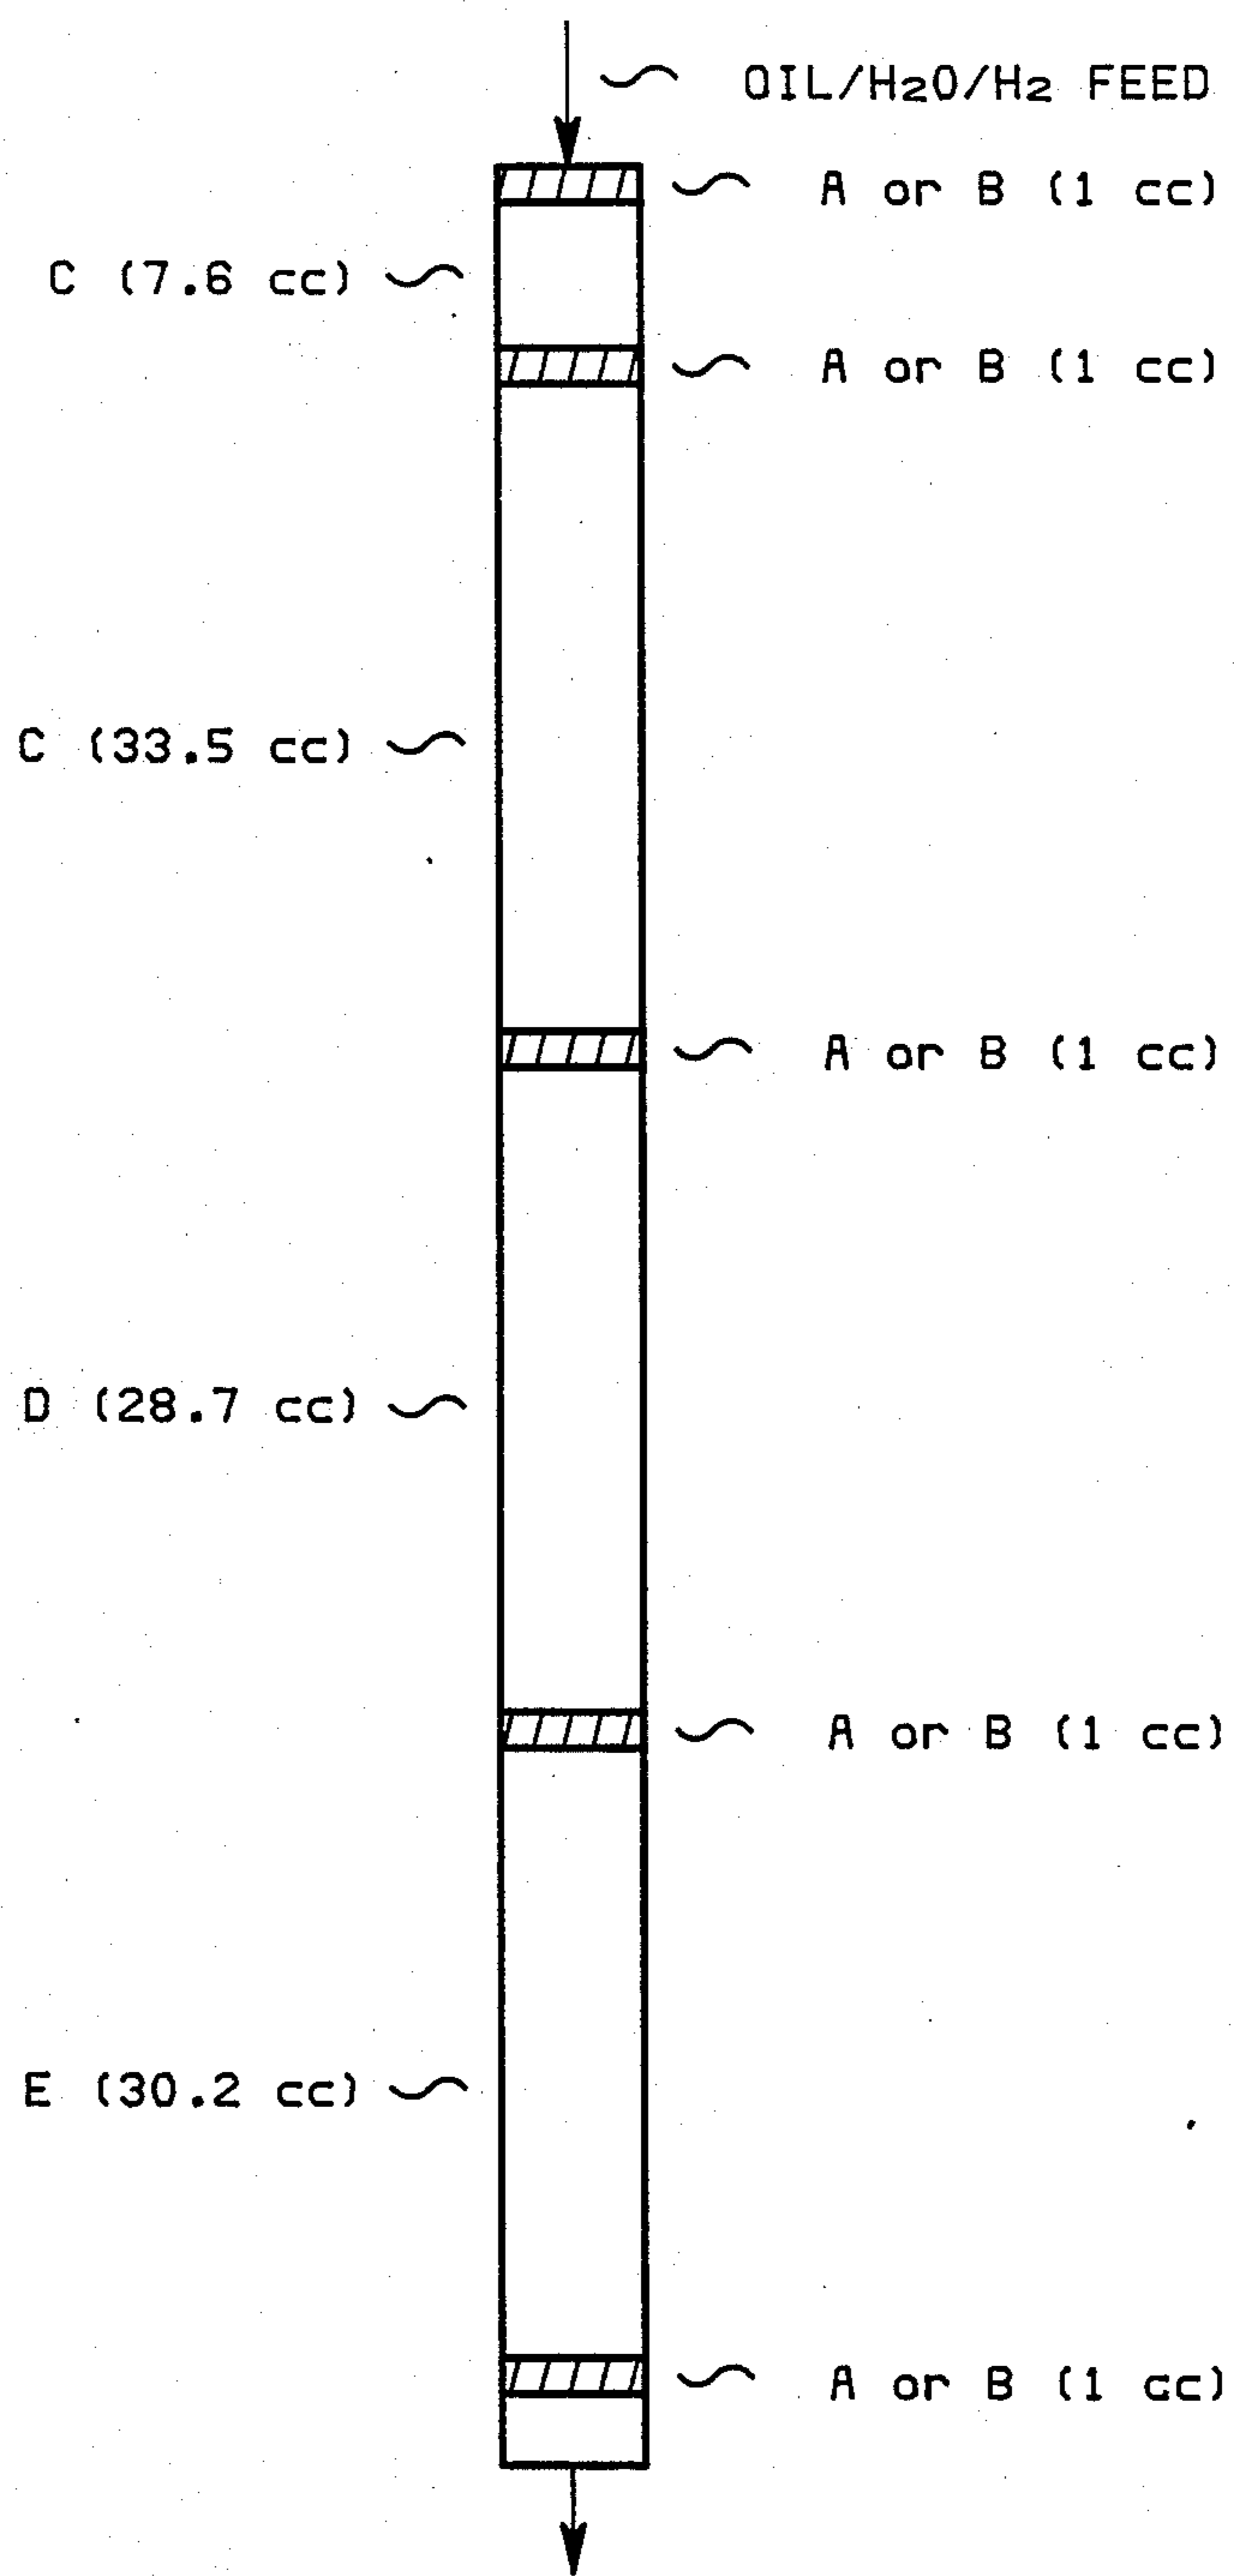 OIL/H₂O/H₂ FEED
A or B (1 cc)
C (7.6 cc)
A or B (1 cc)
C (33.5 cc)
A or B (1 cc)
D (28.7 cc)
A or B (1 cc)
E (30.2 cc)
A or B (1 cc)